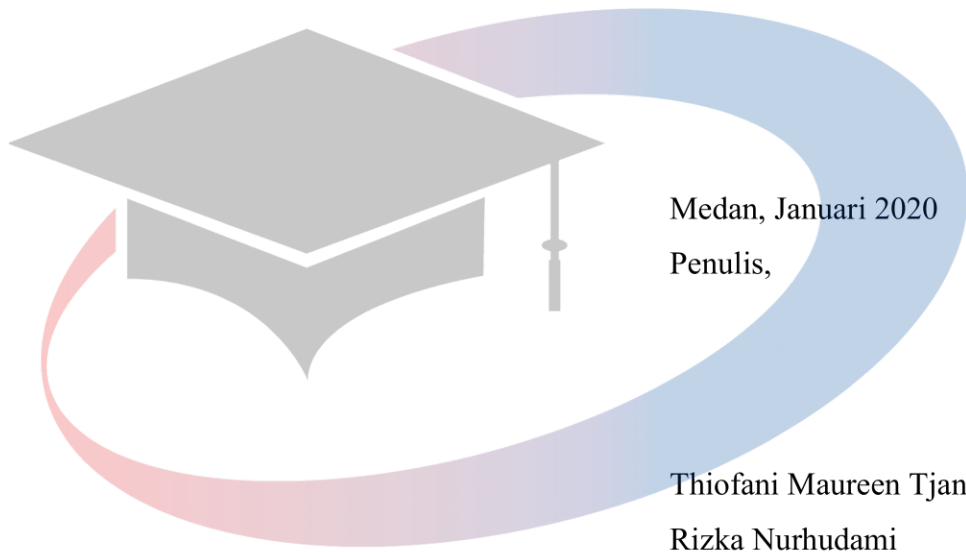 Medan, Januari 2020
Penulis,
Thiofani Maureen Tjan
Rizka Nurhudami